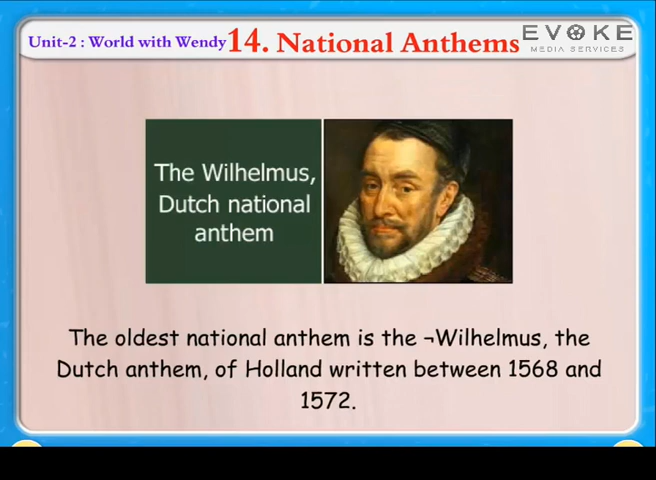 Unit-2 : World with Wendy 14. National Anthems
EVOKE
MEDIA SERVICES
The Wilhelmus,
Dutch national
anthem
The oldest national anthem is the ¬Wilhelmus, the
Dutch anthem, of Holland written between 1568 and
1572.